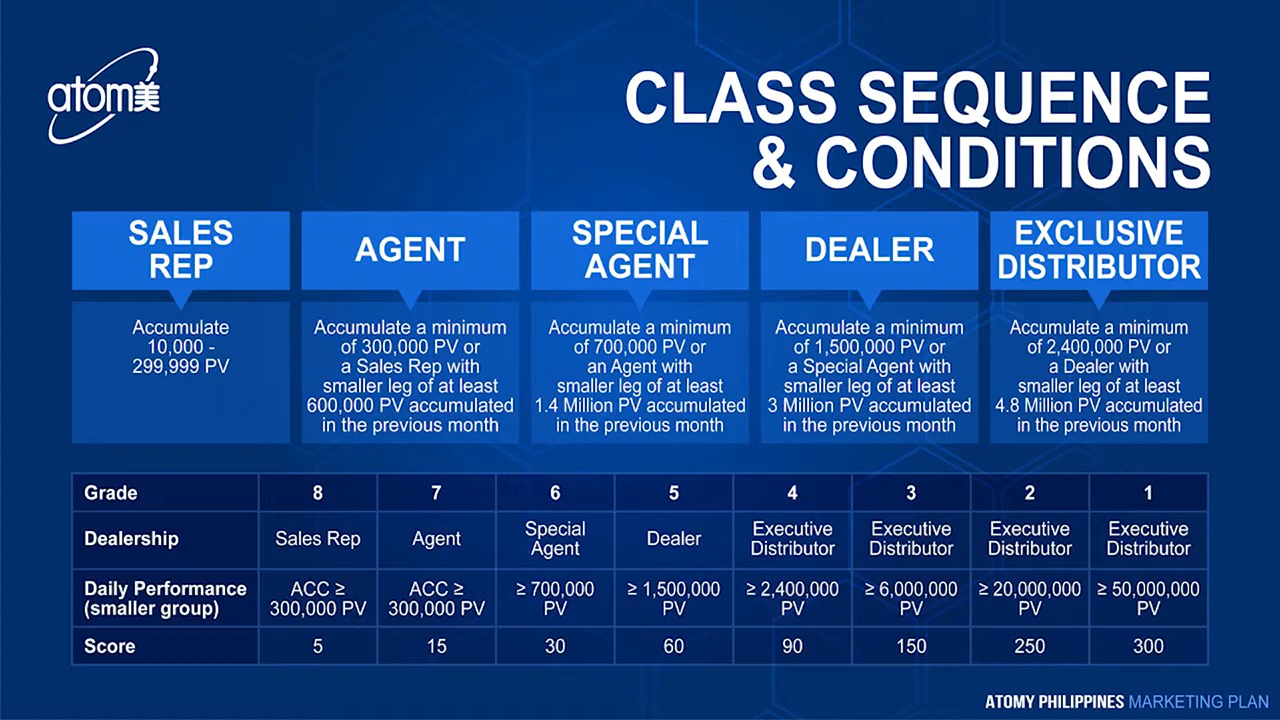 atom美
CLASS SEQUENCE
& CONDITIONS
SALES
REP
Accumulate
10,000 -
299,999 PV
AGENT
Accumulate a minimum
of 300,000 PV or
a Sales Rep with
smaller leg of at least
600,000 PV accumulated
in the previous month
SPECIAL
AGENT
Accumulate a minimum
of 700,000 PV or
an Agent with
smaller leg of at least
1.4 Million PV accumulated
in the previous month
DEALER
Accumulate a minimum
of 1,500,000 PV or
a Special Agent with
smaller leg of at least
3 Million PV accumulated
in the previous month
EXCLUSIVE
DISTRIBUTOR
Accumulate a minimum
of 2,400,000 PV or
a Dealer with
smaller leg of at least
4.8 Million PV accumulated
in the previous month
Grade 8 7 6 5 4 3 2 1
Dealership Sales Rep Agent Special Agent Dealer Executive Distributor Executive Distributor Executive Distributor Executive Distributor
Daily Performance (smaller group) ACC ≥ 300,000 PV ACC ≥ 300,000 PV ≥ 700,000 PV ≥ 1,500,000 PV ≥ 2,400,000 PV ≥ 6,000,000 PV ≥ 20,000,000 PV ≥ 50,000,000 PV
Score 5 15 30 60 90 150 250 300
ATOMY PHILIPPINES MARKETING PLAN